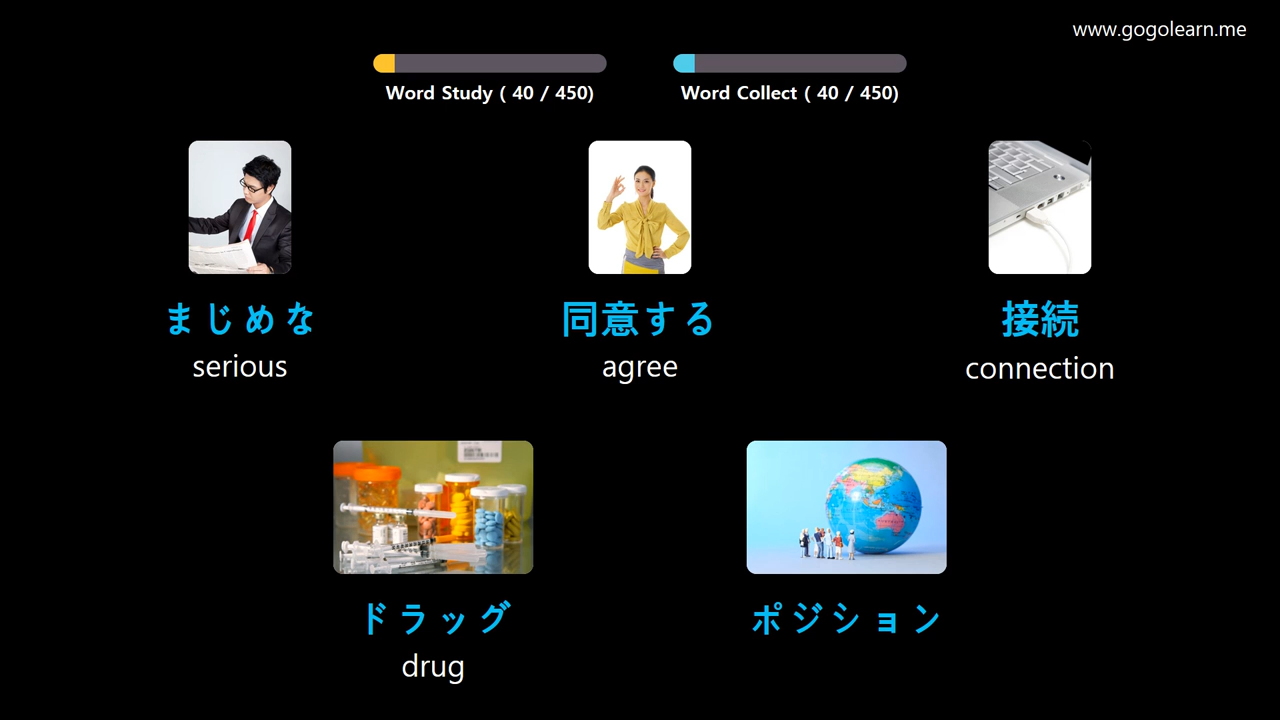 www.gogolearn.me
Word Study ( 40 / 450)
Word Collect ( 40 / 450)
まじめな
serious
同意する
agree
接続
connection
ドラッグ
drug
ポジション